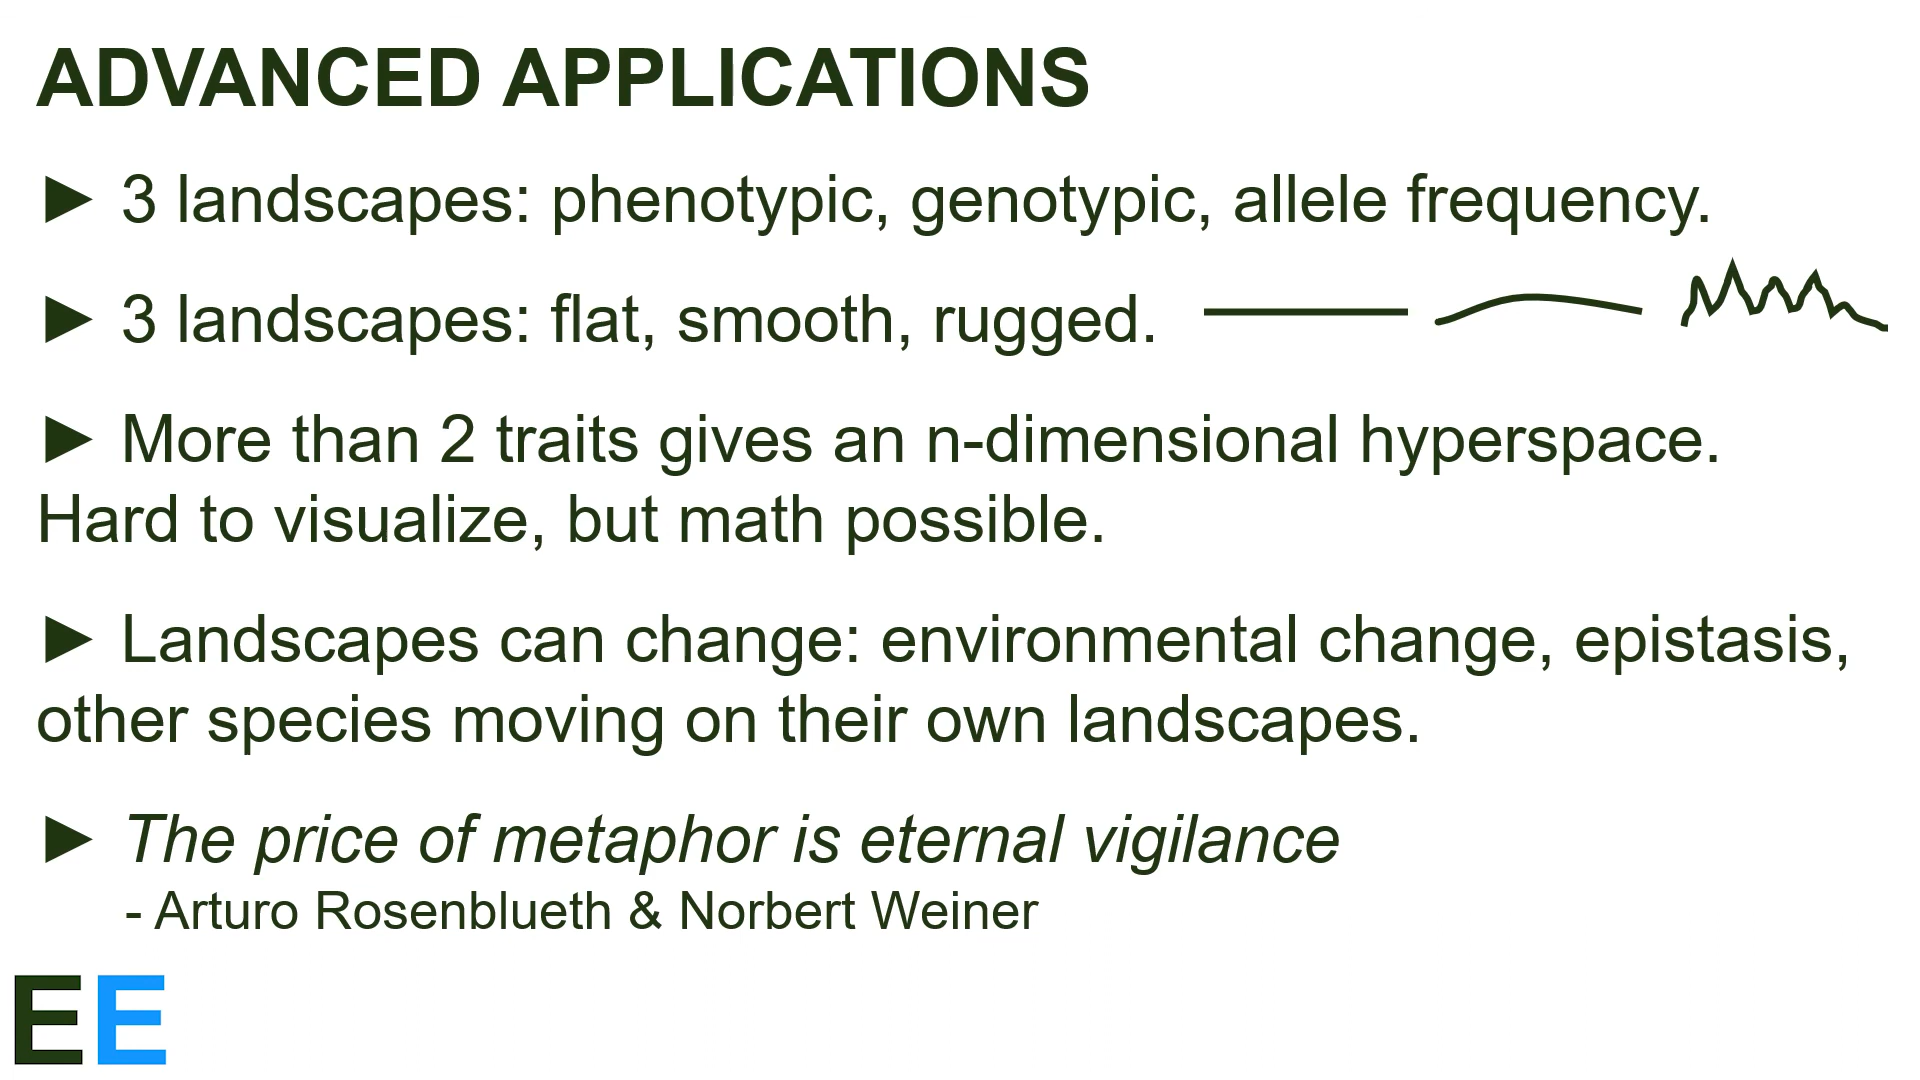 ADVANCED APPLICATIONS
► 3 landscapes: phenotypic, genotypic, allele frequency.
► 3 landscapes: flat, smooth, rugged.
► More than 2 traits gives an n-dimensional hyperspace.
Hard to visualize, but math possible.
► Landscapes can change: environmental change, epistasis,
other species moving on their own landscapes.
► The price of metaphor is eternal vigilance
- Arturo Rosenblueth & Norbert Weiner
EE